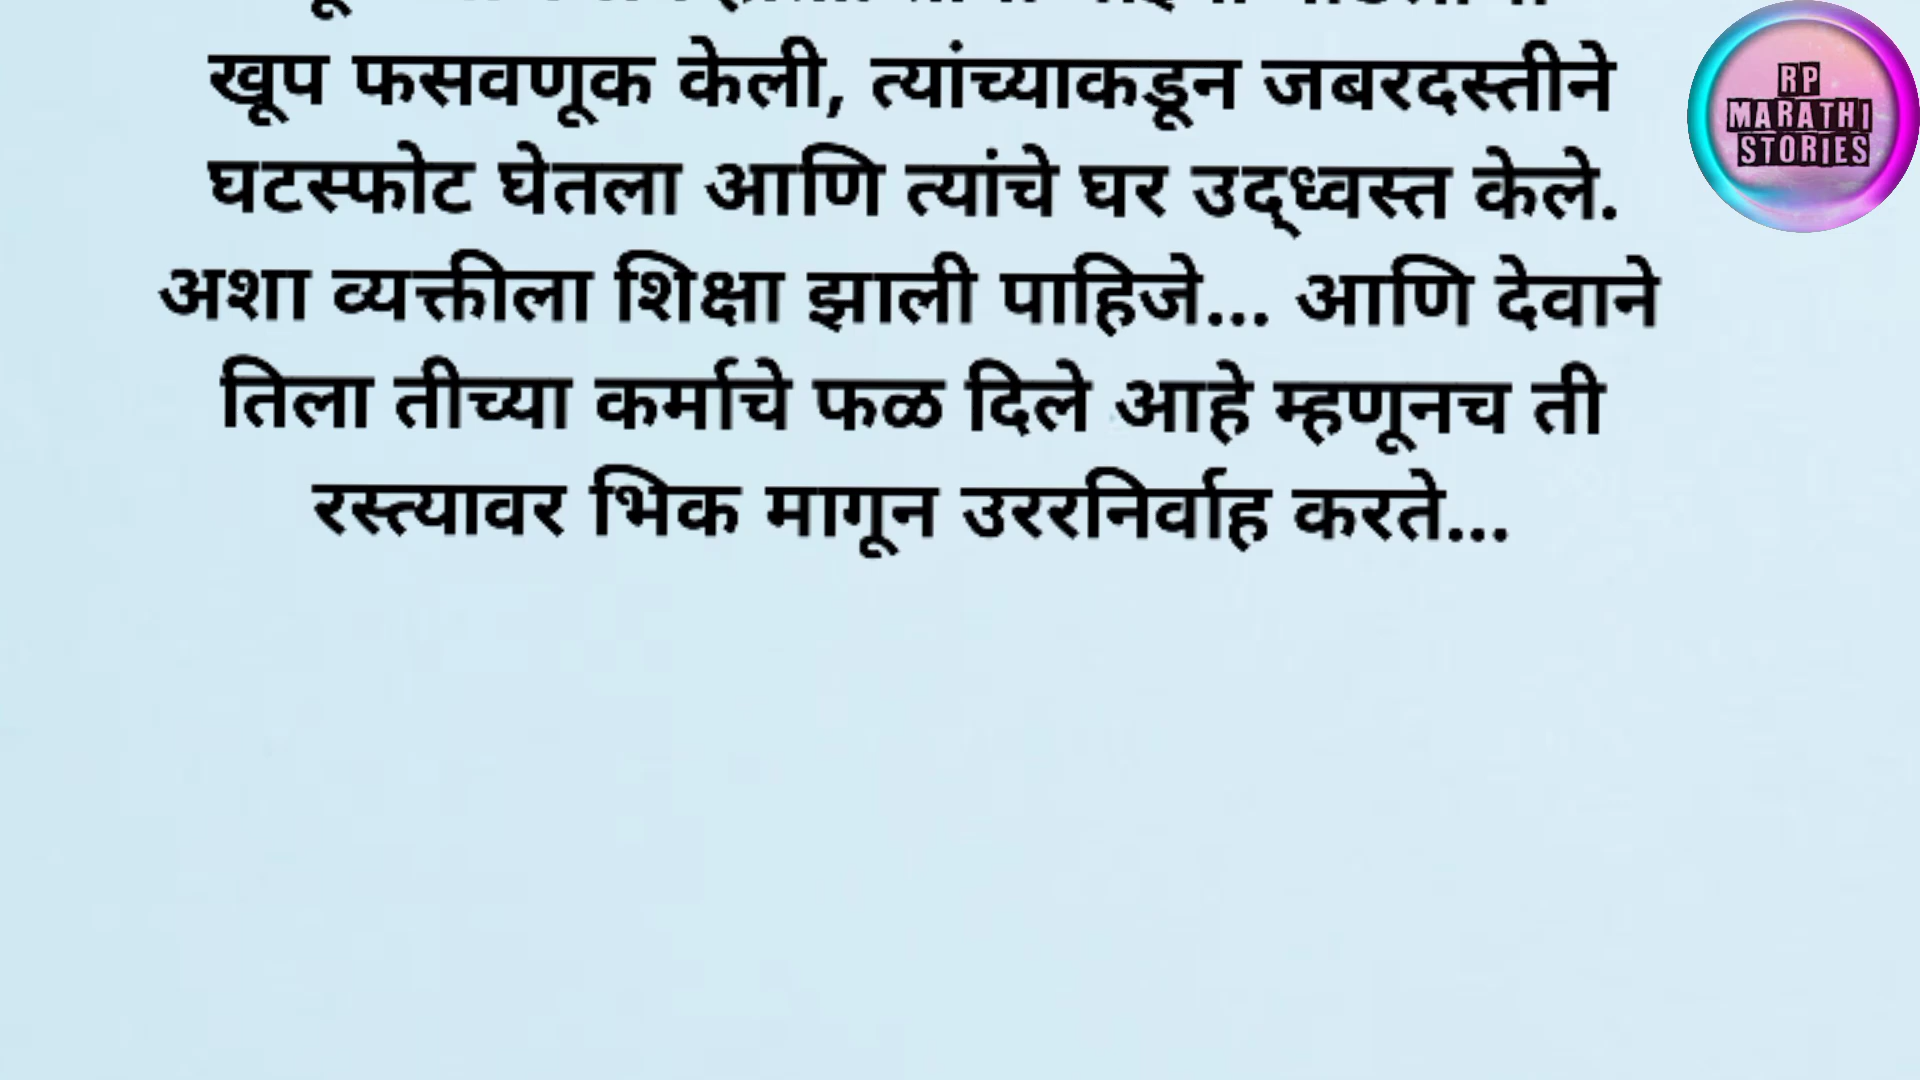 खूप फसवणूक केली, त्यांच्याकडून जबरदस्तीने
घटस्फोट घेतला आणि त्यांचे घर उद्ध्वस्त केले.
अशा व्यक्तीला शिक्षा झाली पाहिजे... आणि देवाने
तिला तीच्या कर्माचे फळ दिले आहे म्हणूनच ती
रस्त्यावर भिक मागून उररनिर्वाह करते...
RP
MARATHI
STORIES